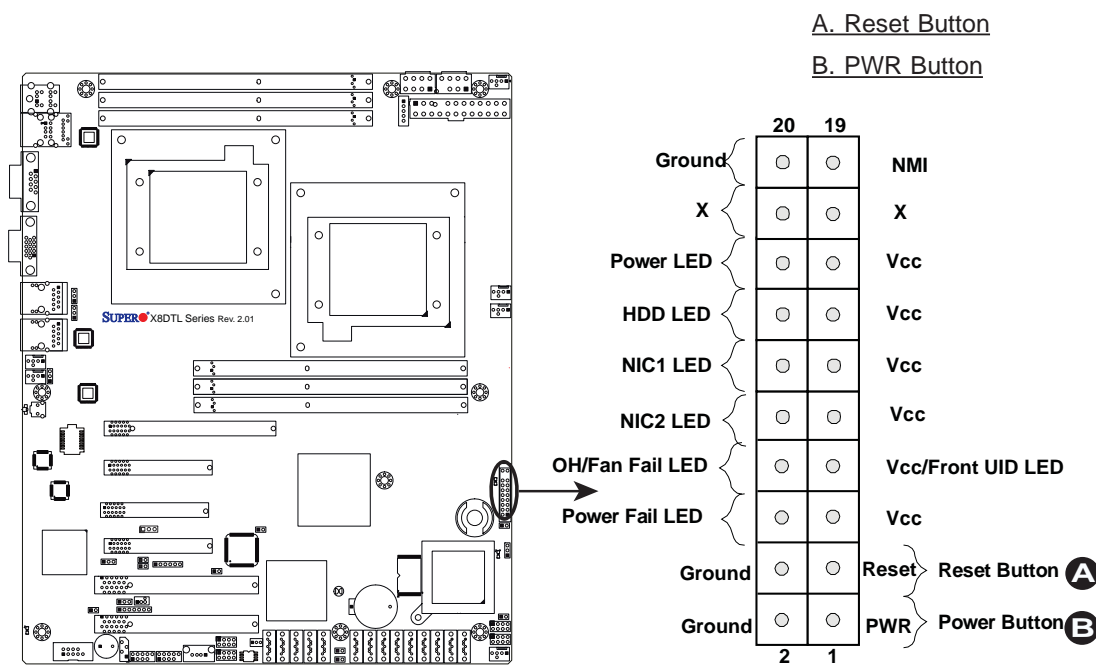 A. Reset Button
B. PWR Button
20 19
Ground NMI
X X
Power LED Vcc
HDD LED Vcc
NIC1 LED Vcc
NIC2 LED Vcc
OH/Fan Fail LED Vcc/Front UID LED
Power Fail LED Vcc
Ground Reset Reset Button A
Ground PWR Power Button B
2 1
SUPER X8DTL Series Rev. 2.01